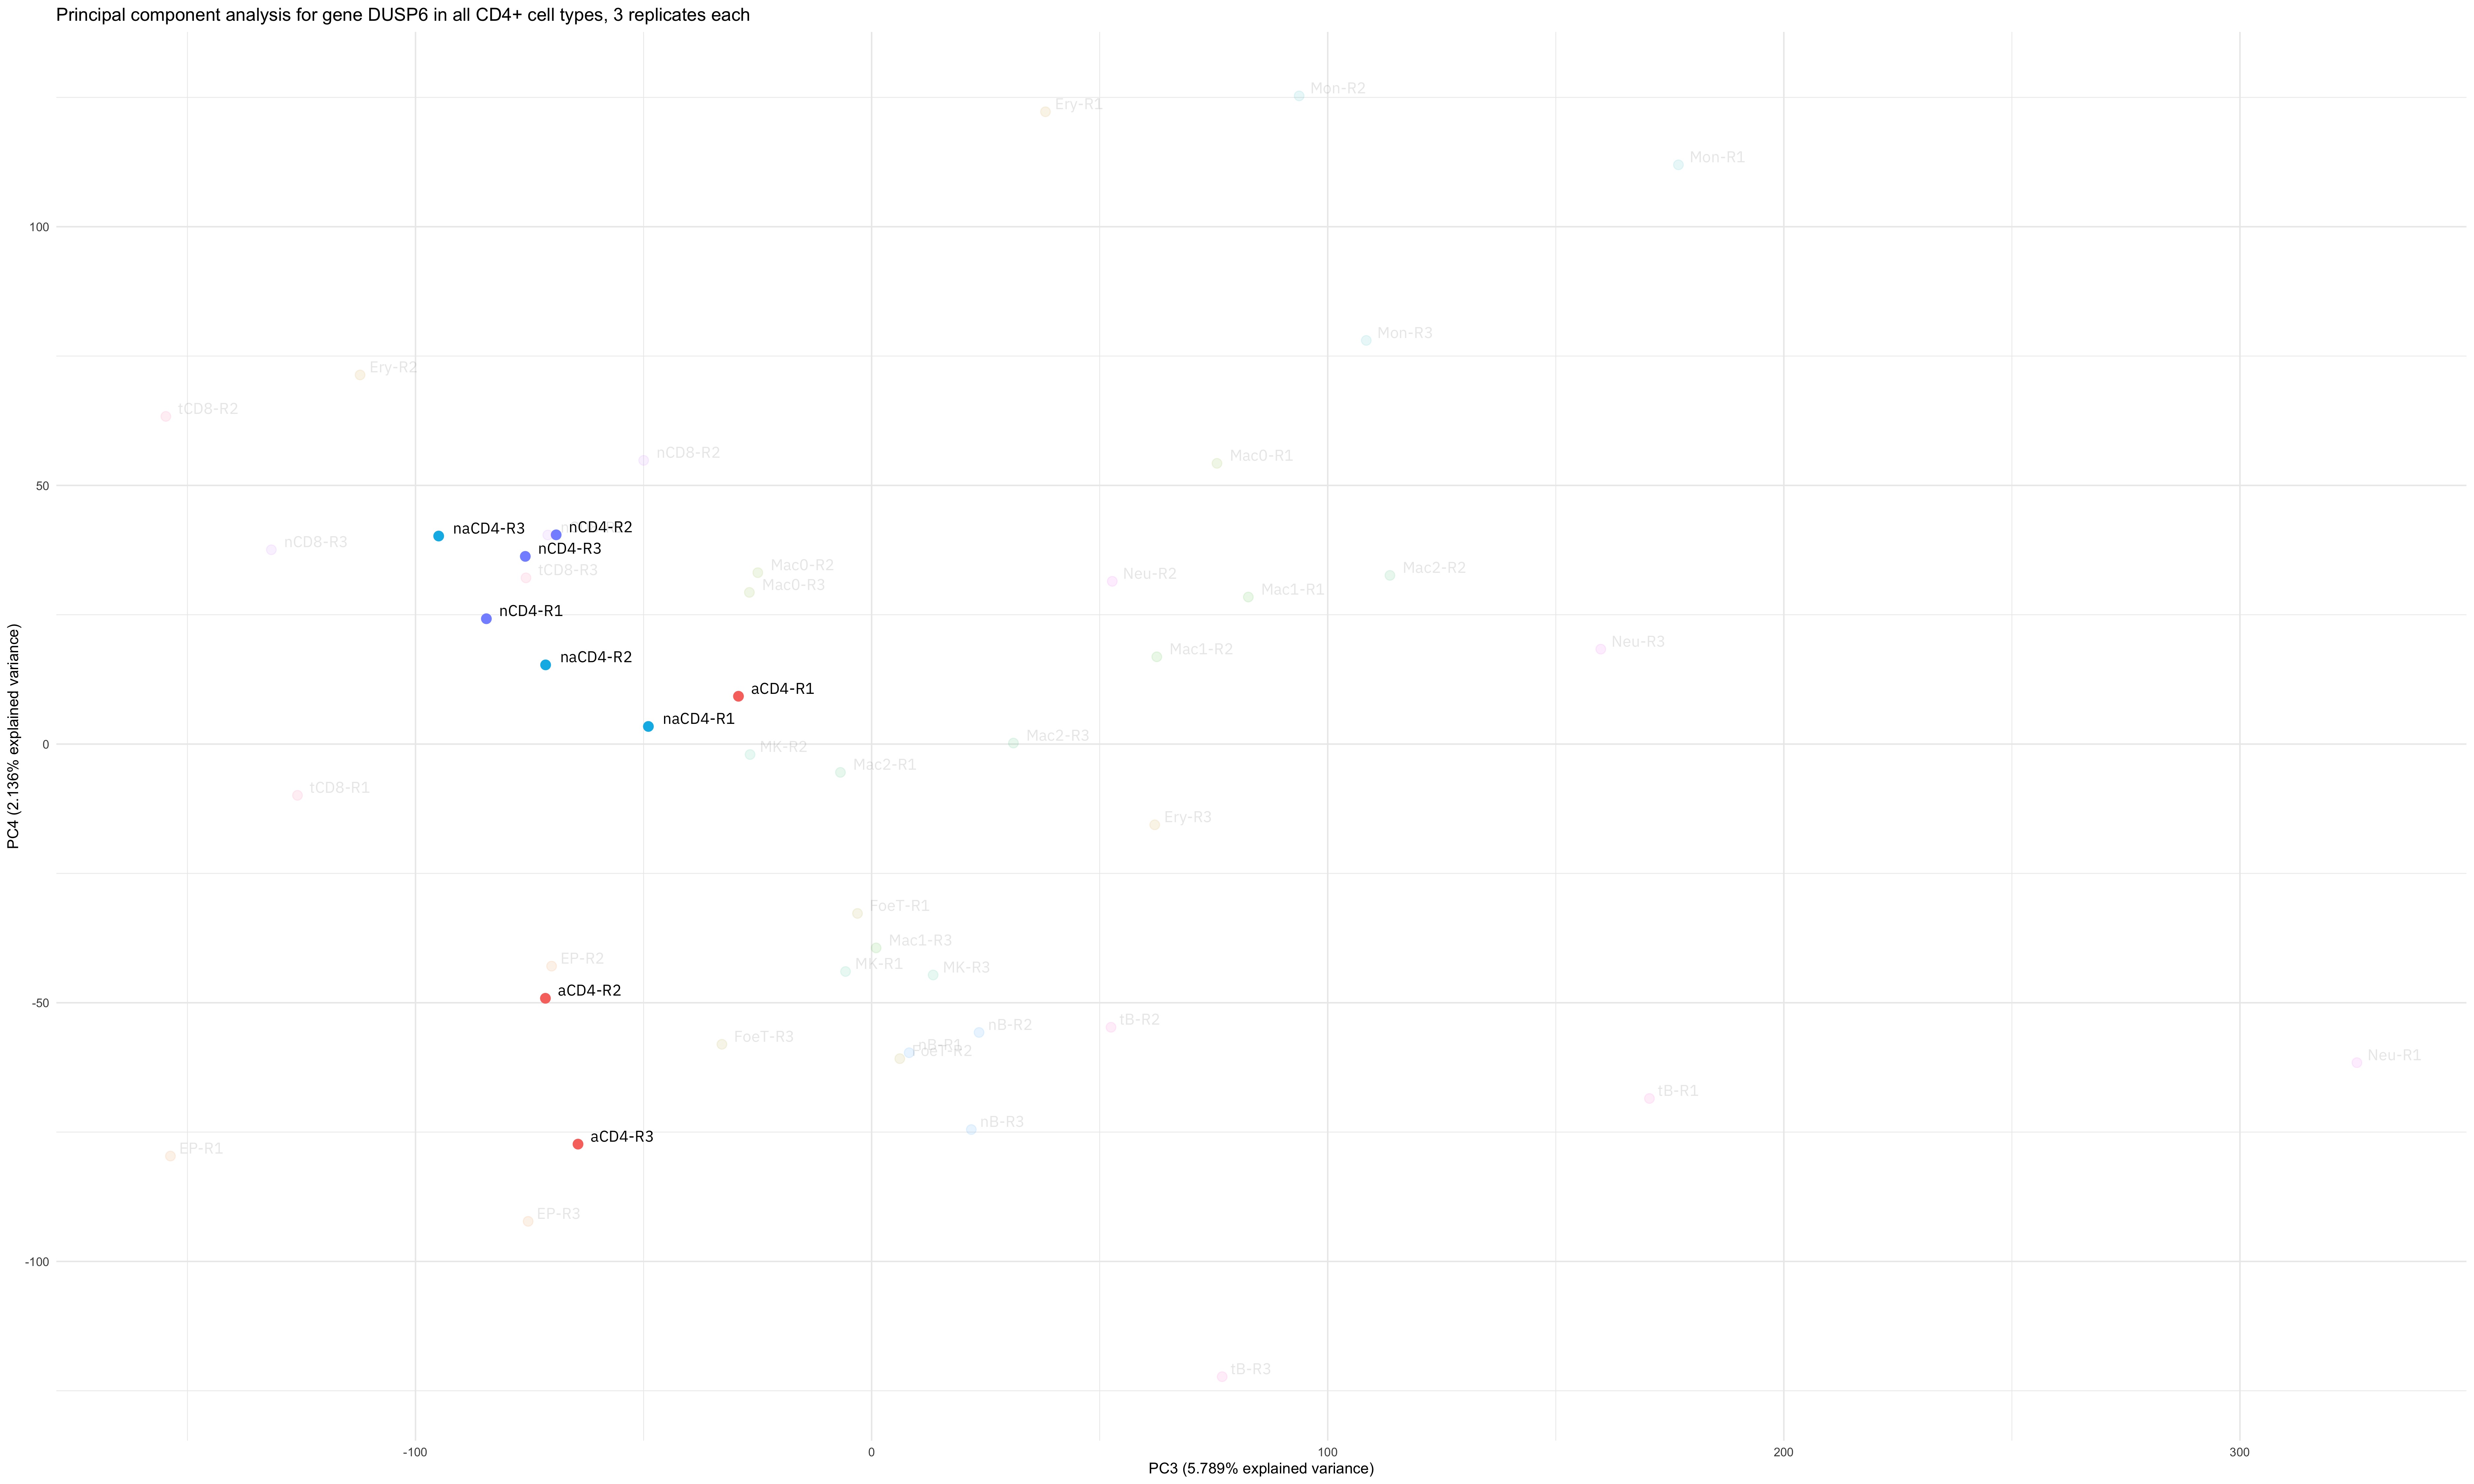 Principal component analysis for gene DUSP6 in all CD4+ cell types, 3 replicates each
Mon-R2
Ery-R1
Mon-R1
100
Mon-R3
Ery-R2
tCD8-R2
nCD8-R2
Mac0-R1
50
naCD4-R3
nCD4-R2
nCD8-R3
nCD4-R3
tCD8-R3
Mac0-R2
Neu-R2
Mac2-R2
Mac0-R3
Mac1-R1
nCD4-R1
Neu-R3
Mac1-R2
naCD4-R2
aCD4-R1
naCD4-R1
Mac2-R3
0
MK-R2
Mac2-R1
tCD8-R1
Ery-R3
PC4 (2.136% explained variance)
FoeT-R1
Mac1-R3
EP-R2
MK-R1
MK-R3
aCD4-R2
-50
nB-R2
tB-R2
FoeT-R3
nB-R1
FoeT-R2
Neu-R1
tB-R1
nB-R3
aCD4-R3
EP-R1
EP-R3
-100
tB-R3
-100
0
100
200
300
PC3 (5.789% explained variance)